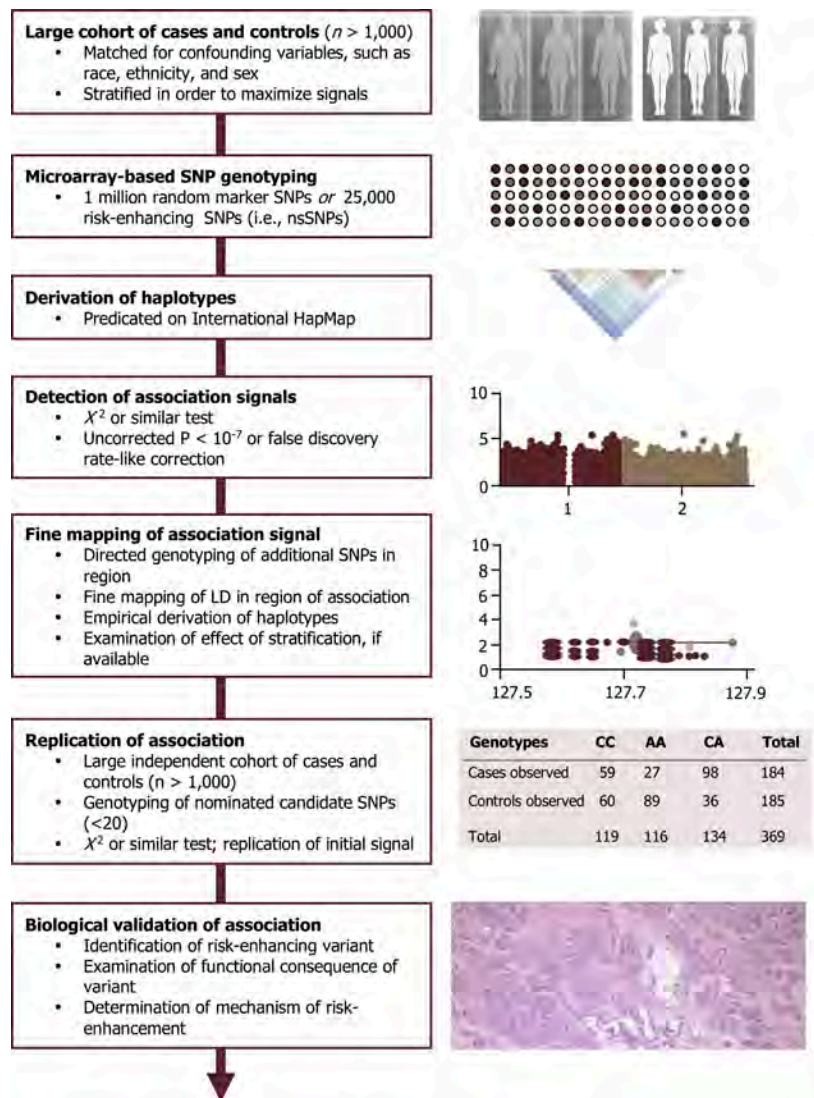 Large cohort of cases and controls (n > 1,000)
• Matched for confounding variables, such as
race, ethnicity, and sex
• Stratified in order to maximize signals
Microarray-based SNP genotyping
• 1 million random marker SNPs or 25,000
risk-enhancing SNPs (i.e., nsSNPs)
Derivation of haplotypes
• Predicated on International HapMap
Detection of association signals
• X² or similar test
• Uncorrected P < 10⁻⁷ or false discovery
rate-like correction
10
5
0
1 2
Fine mapping of association signal
• Directed genotyping of additional SNPs in
region
• Fine mapping of LD in region of association
• Empirical derivation of haplotypes
• Examination of effect of stratification, if
available
10
8
6
4
2
0
127.5 127.7 127.9
Replication of association
• Large independent cohort of cases and
controls (n > 1,000)
• Genotyping of nominated candidate SNPs
(<20)
• X² or similar test; replication of initial signal
Genotypes CC AA CA Total
Cases observed 59 27 98 184
Controls observed 60 89 36 185
Total 119 116 134 369
Biological validation of association
• Identification of risk-enhancing variant
• Examination of functional consequence of
variant
• Determination of mechanism of risk-
enhancement